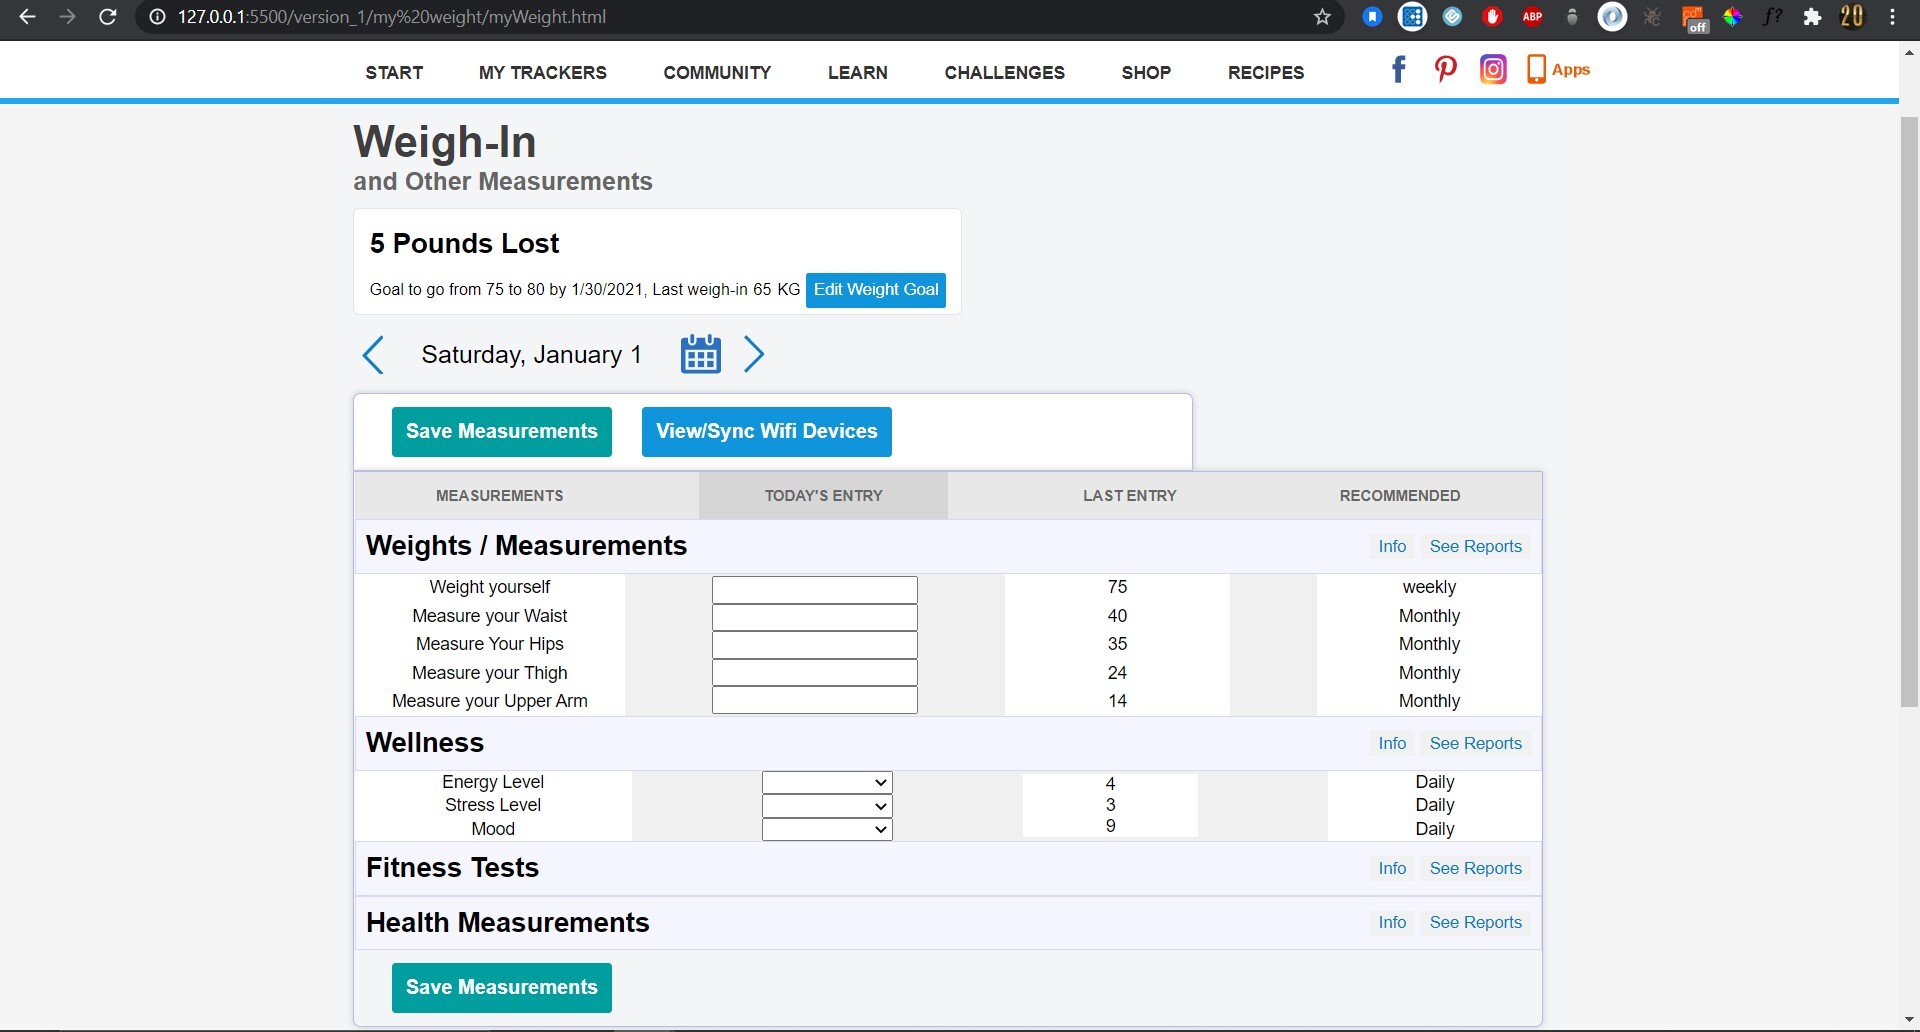 127.0.0.1:5500/version_1/my%20weight/myWeight.html
ABP
off
f?
20
START MY TRACKERS COMMUNITY LEARN CHALLENGES SHOP RECIPES Apps
Weigh-In
and Other Measurements
5 Pounds Lost
Goal to go from 75 to 80 by 1/30/2021, Last weigh-in 65 KG Edit Weight Goal
Saturday, January 1
Save Measurements View/Sync Wifi Devices
MEASUREMENTS TODAY'S ENTRY LAST ENTRY RECOMMENDED
Weights / Measurements Info See Reports
Weight yourself 75 weekly
Measure your Waist 40 Monthly
Measure Your Hips 35 Monthly
Measure your Thigh 24 Monthly
Measure your Upper Arm 14 Monthly
Wellness Info See Reports
Energy Level 4 Daily
Stress Level 3 Daily
Mood 9 Daily
Fitness Tests Info See Reports
Health Measurements Info See Reports
Save Measurements